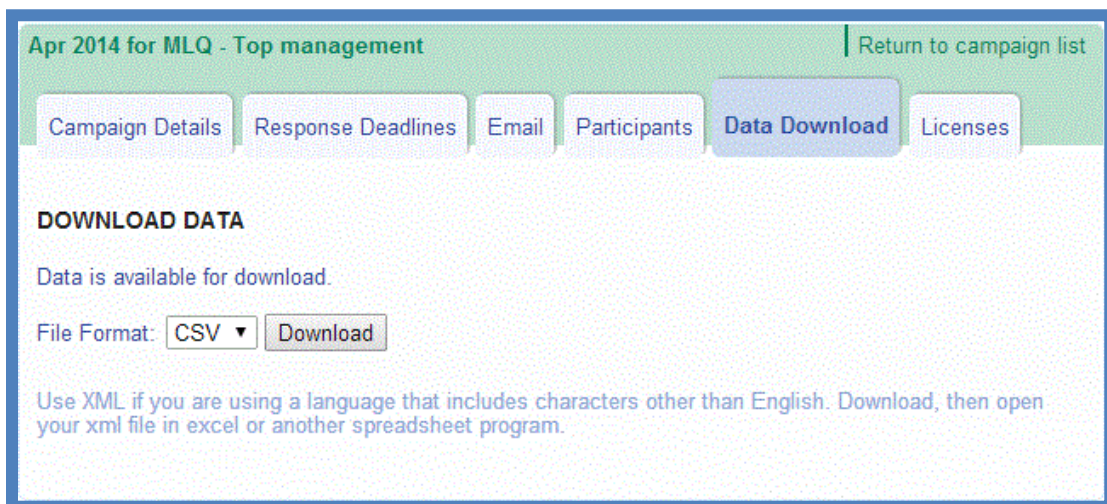 Apr 2014 for MLQ - Top management
Return to campaign list
Campaign Details
Response Deadlines
Email
Participants
Data Download
Licenses
DOWNLOAD DATA
Data is available for download.
File Format: CSV Download
Use XML if you are using a language that includes characters other than English. Download, then open
your xml file in excel or another spreadsheet program.